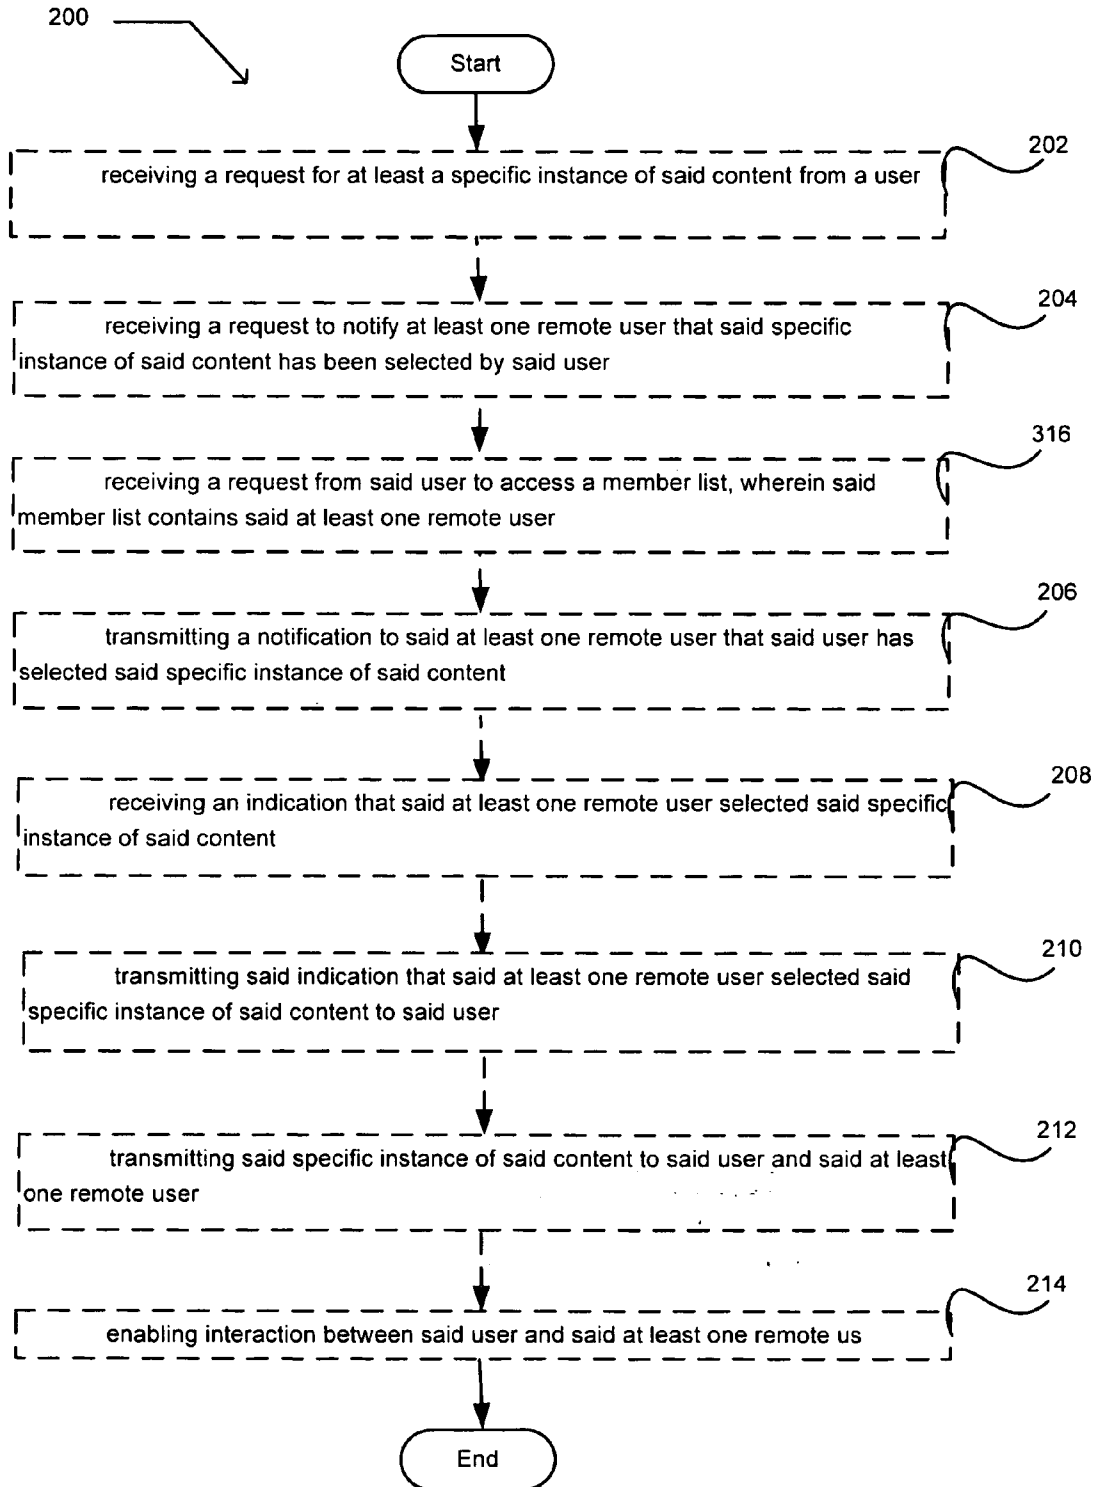 200
Start
202
receiving a request for at least a specific instance of said content from a user
204
receiving a request to notify at least one remote user that said specific
instance of said content has been selected by said user
316
receiving a request from said user to access a member list, wherein said
member list contains said at least one remote user
206
transmitting a notification to said at least one remote user that said user has
selected said specific instance of said content
208
receiving an indication that said at least one remote user selected said specific
instance of said content
210
transmitting said indication that said at least one remote user selected said
specific instance of said content to said user
212
transmitting said specific instance of said content to said user and said at least
one remote user
214
enabling interaction between said user and said at least one remote us
End